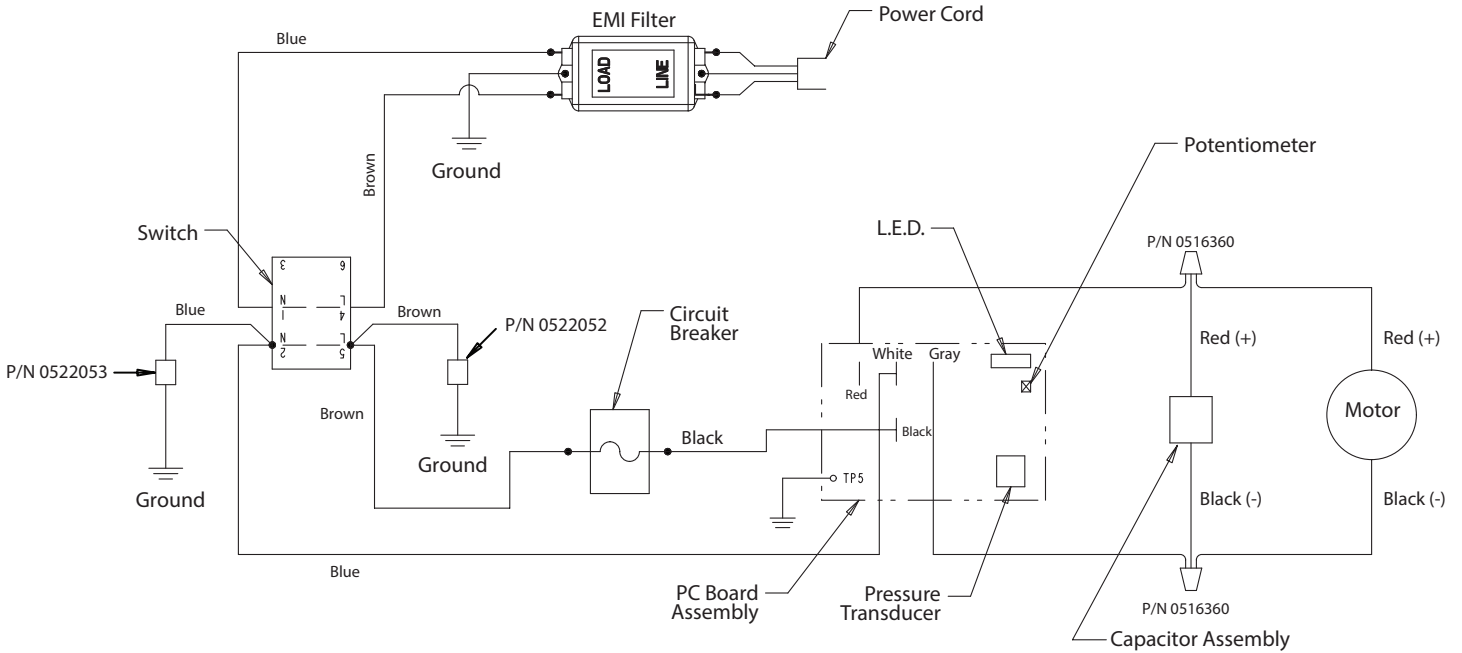 Power Cord
EMI Filter
Blue
LOAD
LINE
Ground
Brown
Potentiometer
Switch
L.E.D.
P/N 0516360
3
6
N
L
1
4
N
L
2
5
Blue
Brown
P/N 0522052
Circuit
Breaker
P/N 0522053
White
Gray
Red (+)
Red (+)
Red
Motor
Brown
Black
Black
Ground
TP5
Ground
Black (-)
Black (-)
Blue
PC Board
Assembly
Pressure
Transducer
P/N 0516360
Capacitor Assembly